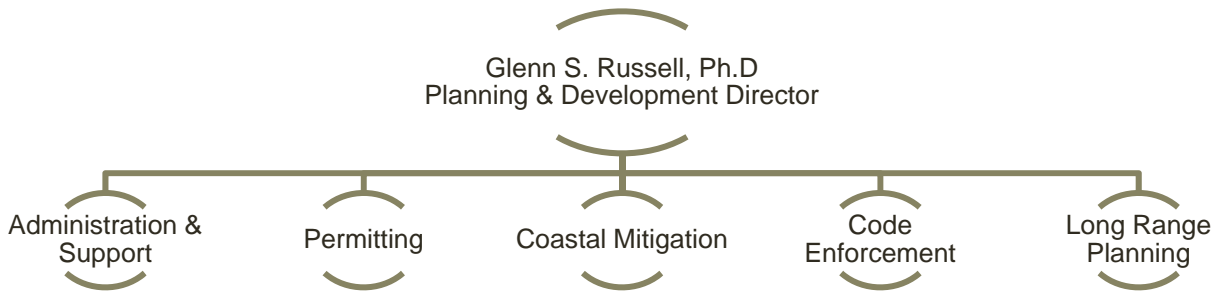 Glenn S. Russell, Ph.D
Planning & Development Director
Administration &
Support
Permitting
Coastal Mitigation
Code
Enforcement
Long Range
Planning